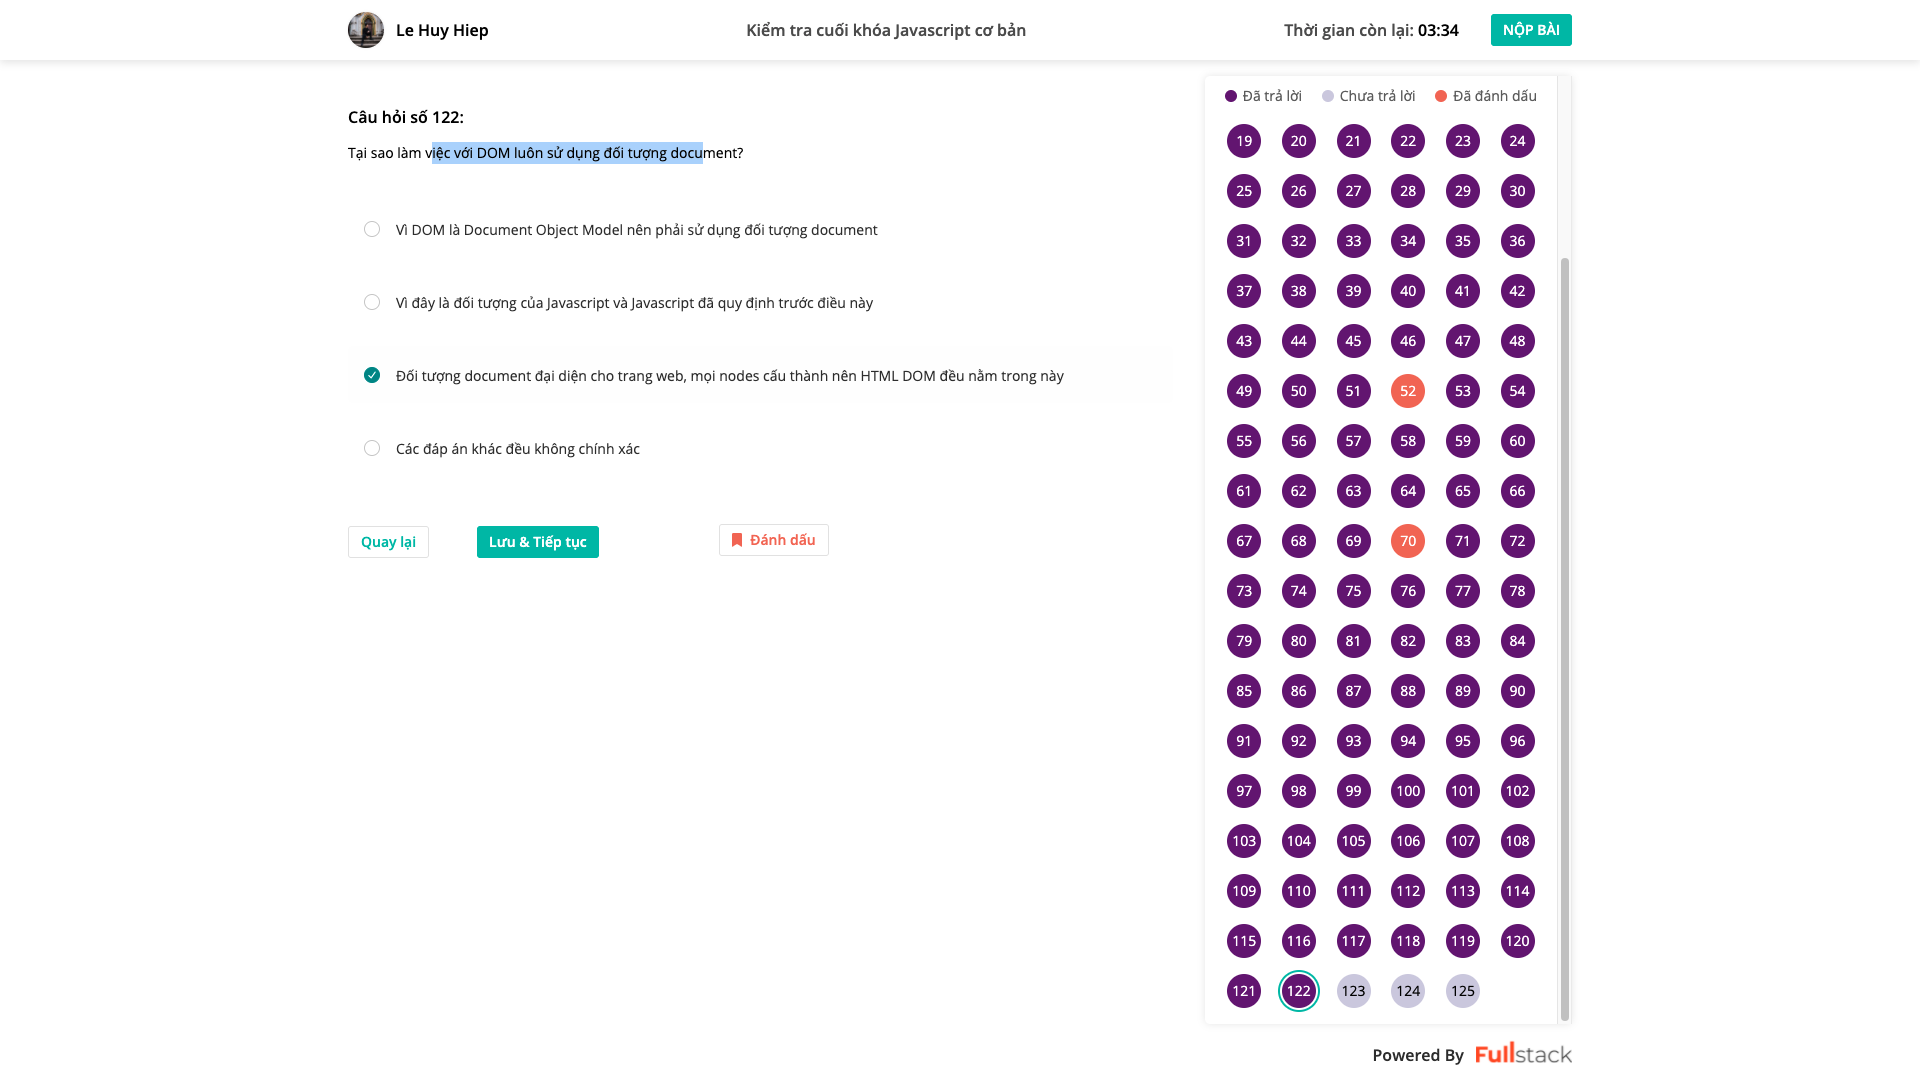 Le Huy Hiep
Kiểm tra cuối khóa Javascript cơ bản
Thời gian còn lại: 03:34
NỘP BÀI
Câu hỏi số 122:
Tại sao làm việc với DOM luôn sử dụng đối tượng document?
Vì DOM là Document Object Model nên phải sử dụng đối tượng document
Vì đây là đối tượng của Javascript và Javascript đã quy định trước điều này
Đối tượng document đại diện cho trang web, mọi nodes cấu thành nên HTML DOM đều nằm trong này
Các đáp án khác đều không chính xác
Quay lại
Lưu & Tiếp tục
Đánh dấu
Đã trả lời Chưa trả lời Đã đánh dấu
19 20 21 22 23 24
25 26 27 28 29 30
31 32 33 34 35 36
37 38 39 40 41 42
43 44 45 46 47 48
49 50 51 52 53 54
55 56 57 58 59 60
61 62 63 64 65 66
67 68 69 70 71 72
73 74 75 76 77 78
79 80 81 82 83 84
85 86 87 88 89 90
91 92 93 94 95 96
97 98 99 100 101 102
103 104 105 106 107 108
109 110 111 112 113 114
115 116 117 118 119 120
121 122 123 124 125
Powered By Fullstack